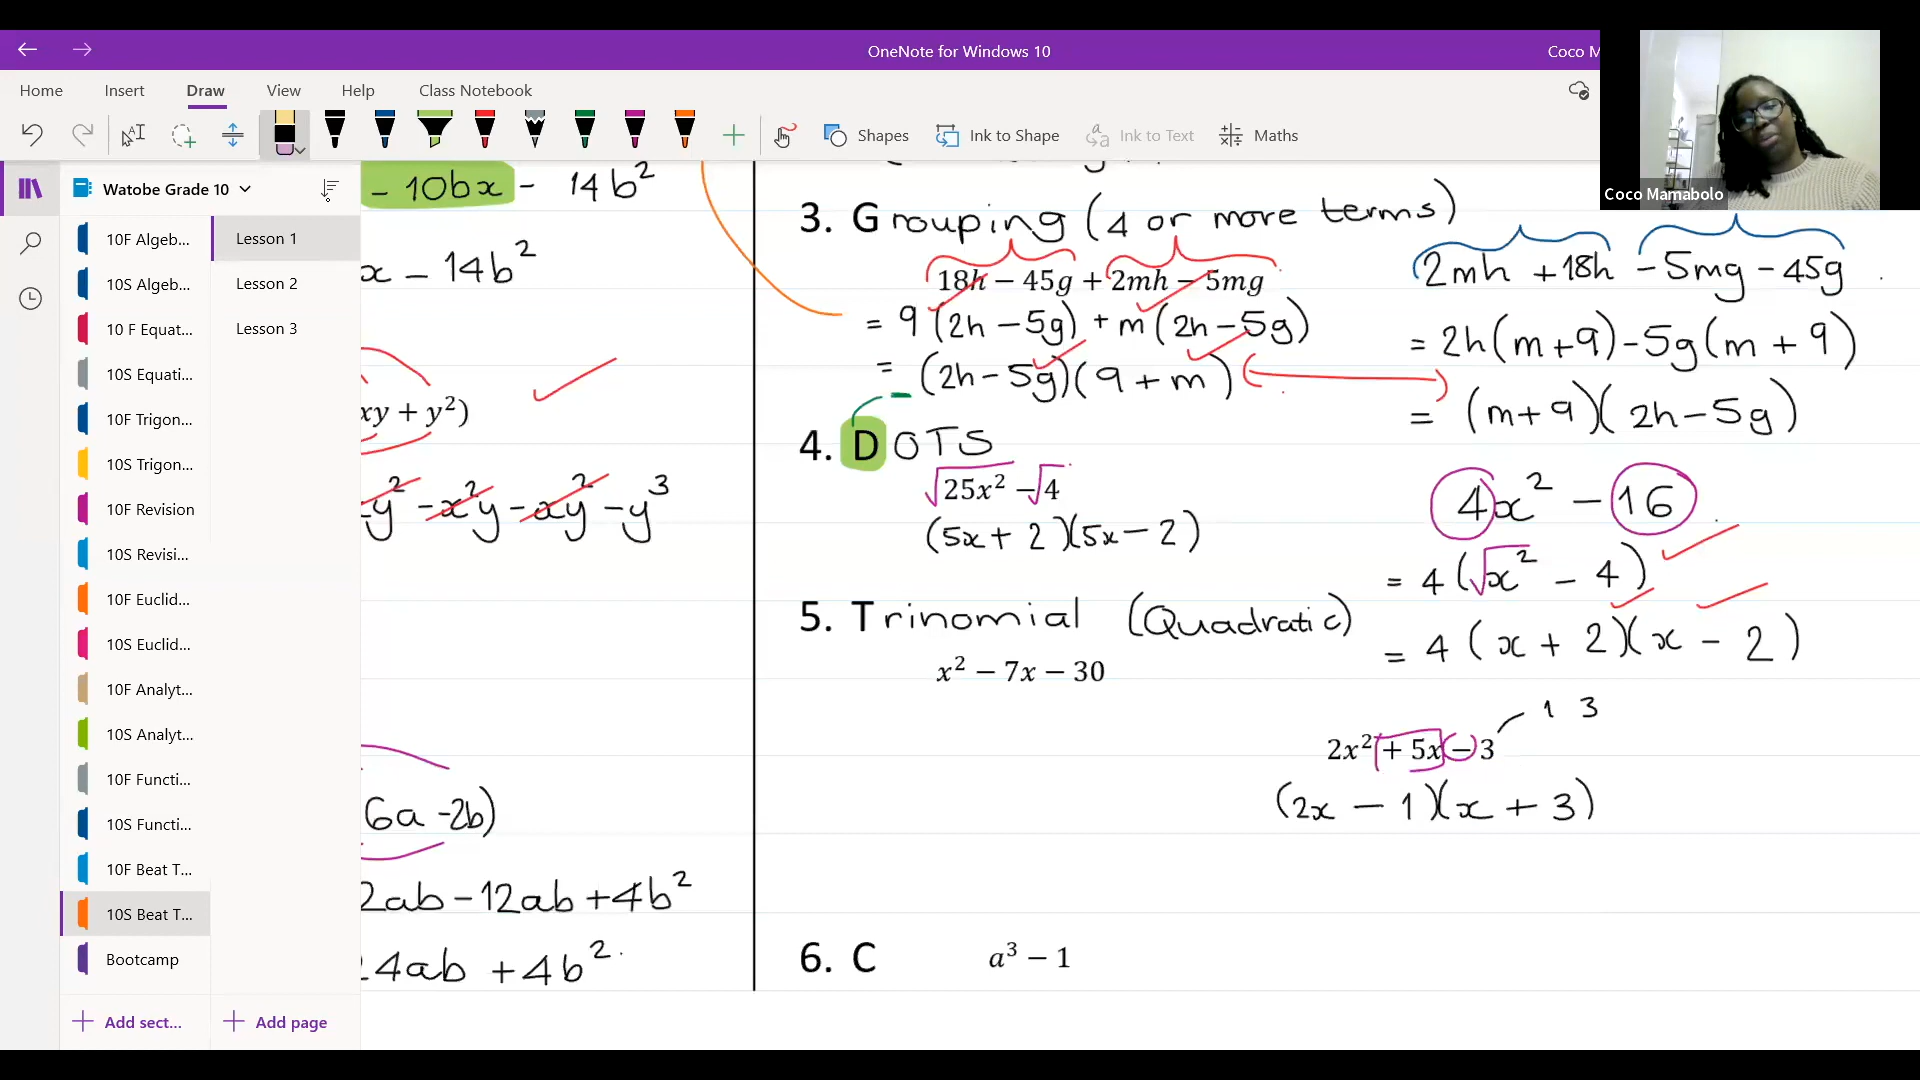 OneNote for Windows 10
Coco M
Home Insert Draw View Help Class Notebook
Shapes Ink to Shape Ink to Text Maths
Coco Mamabolo
Watobe Grade 10
10F Algeb...
10S Algeb...
10 F Equat...
10S Equati...
10F Trigon...
10S Trigon...
10F Revision
10S Revisi...
10F Euclid...
10S Euclid...
10F Analyt...
10S Analyt...
10F Functi...
10S Functi...
10F Beat T...
10S Beat T...
Bootcamp
Add sect...
Lesson 1
Lesson 2
Lesson 3
Add page
- 10bx - 14b²
x - 14b²
xy + y²)
y² - x²y - xy² - y³
(6a - 2b)
2ab - 12ab + 4b²
24ab + 4b²
3. Grouping (4 or more terms)
18h − 45g + 2mh − 5mg
= 9(2h - 5g) + m(2h - 5g)
= (2h - 5g)(9 + m)
2mh + 18h - 5mg - 45g
= 2h(m + 9) - 5g(m + 9)
= (m + 9)(2h - 5g)
4. DOTS
√25x² − √4
(5x + 2)(5x - 2)
4x² - 16
= 4(√x² - 4)
= 4(x + 2)(x - 2)
5. Trinomial (Quadratic)
x² − 7x − 30
1 3
2x² + 5x − 3
(2x - 1)(x + 3)
6. C a³ − 1